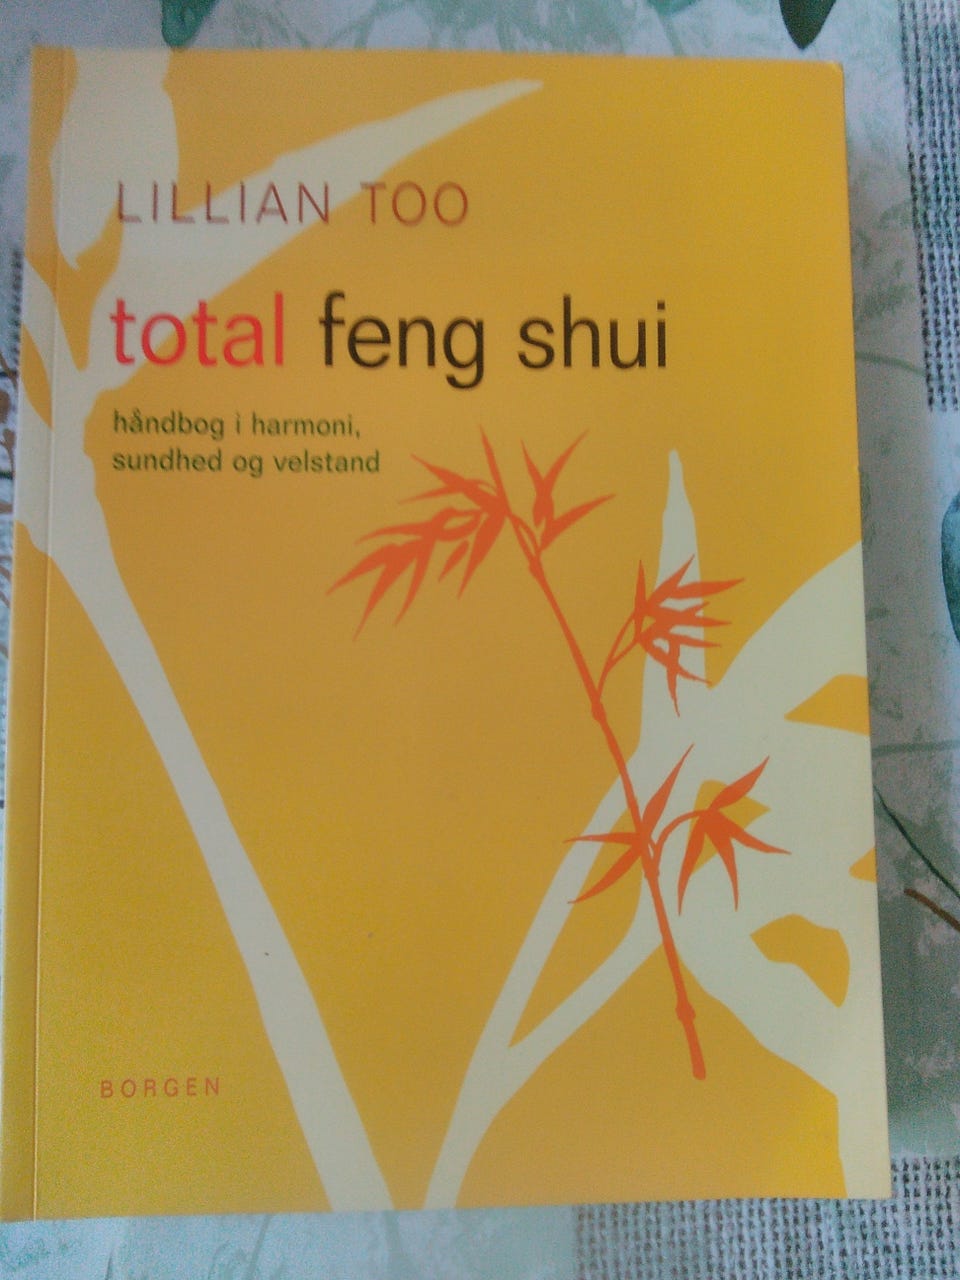 LILLIAN TOO
total feng shui
håndbog i harmoni,
sundhed og velstand
BORGEN